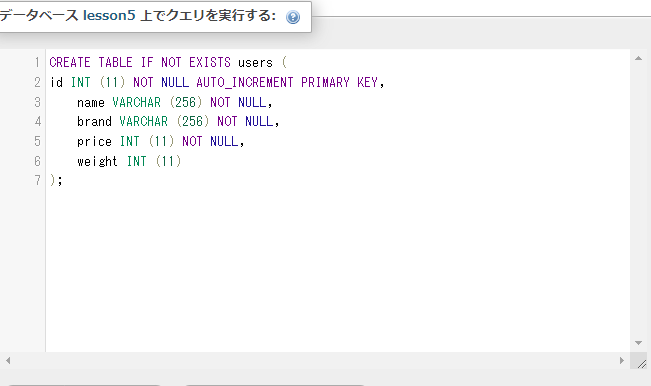 データベース lesson5 上でクエリを実行する:
1 CREATE TABLE IF NOT EXISTS users (
2 id INT (11) NOT NULL AUTO_INCREMENT PRIMARY KEY,
3 name VARCHAR (256) NOT NULL,
4 brand VARCHAR (256) NOT NULL,
5 price INT (11) NOT NULL,
6 weight INT (11)
7 );